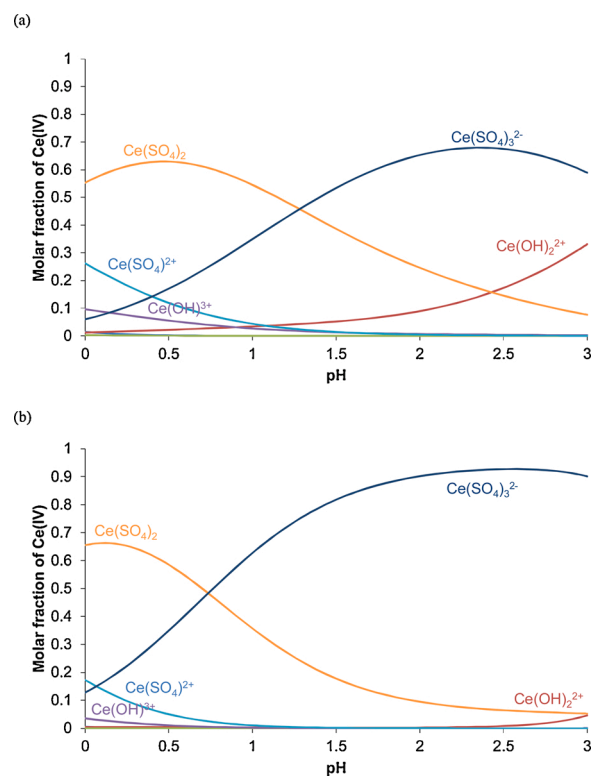 (a)
1
0.9
0.8
0.7
0.6
0.5
0.4
0.3
0.2
0.1
0
Molar fraction of Ce(IV)
Ce(SO₄)₂
Ce(SO₄)₃²⁻
Ce(SO₄)²⁺
Ce(OH)₂²⁺
Ce(OH)³⁺
0 0.5 1 1.5 2 2.5 3
pH
(b)
1
0.9
0.8
0.7
0.6
0.5
0.4
0.3
0.2
0.1
0
Molar fraction of Ce(IV)
Ce(SO₄)₃²⁻
Ce(SO₄)₂
Ce(SO₄)²⁺
Ce(OH)₂²⁺
Ce(OH)³⁺
0 0.5 1 1.5 2 2.5 3
pH